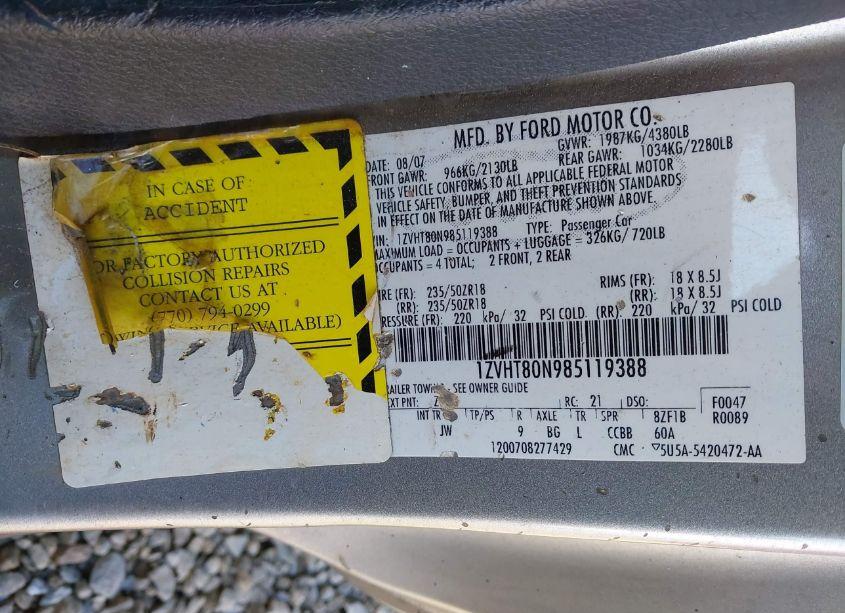 IN CASE OF
ACCIDENT
OR FACTORY AUTHORIZED
COLLISION REPAIRS
CONTACT US AT
(770) 794-0299
AVAILABLE)
MFD. BY FORD MOTOR CO.
DATE: 08/07 GVWR: 1987KG/4380LB
FRONT GAWR: 966KG/2130LB REAR GAWR: 1034KG/2280LB
THIS VEHICLE CONFORMS TO ALL APPLICABLE FEDERAL MOTOR
VEHICLE SAFETY, BUMPER, AND THEFT PREVENTION STANDARDS
IN EFFECT ON THE DATE OF MANUFACTURE SHOWN ABOVE.
VIN: 1ZVHT80N985119388 TYPE: Passenger Car
MAXIMUM LOAD = OCCUPANTS + LUGGAGE = 326KG/ 720LB
OCCUPANTS = 4 TOTAL; 2 FRONT, 2 REAR
IRE (FR): 235/50ZR18 RIMS (FR): 18 X 8.5J
(RR): 235/50ZR18 (RR): 18 X 8.5J
PRESSURE (FR): 220 kPa/ 32 PSI COLD (RR): 220 kPa/ 32 PSI COLD
1ZVHT80N985119388
RAILER TOWING - SEE OWNER GUIDE
EXT PNT: RC: 21 DSO: F0047
INT TR TP/PS R AXLE TR SPR 8ZF1B R0089
JW 9 BG L CCBB 60A
1200708277429 CMC ▽5U5A-5420472-AA